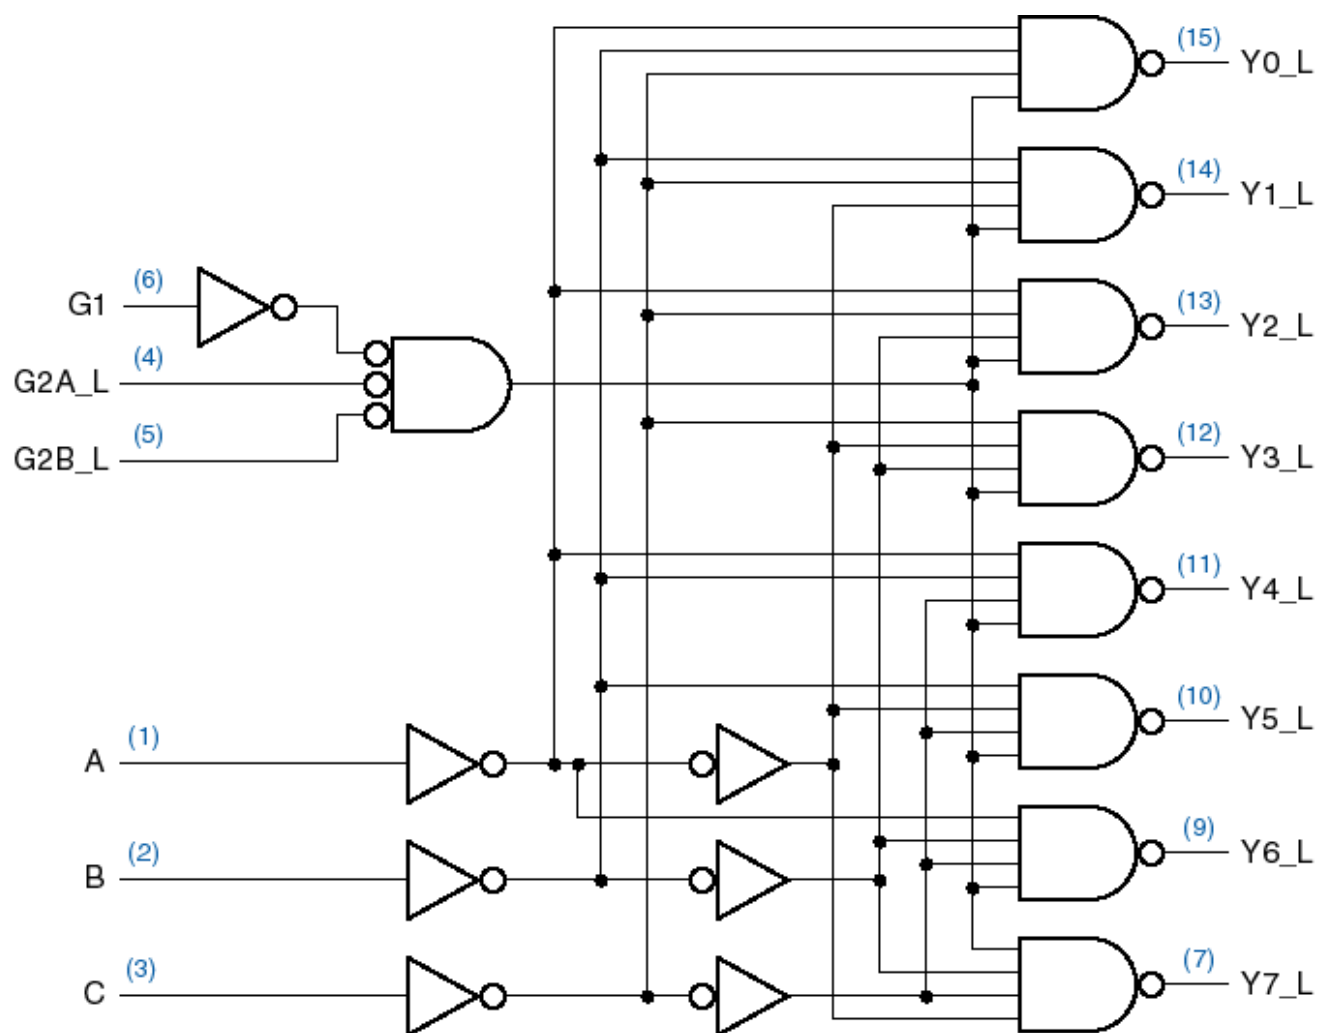 (15) Y0_L
(14) Y1_L
G1 (6)
(13) Y2_L
G2A_L (4)
G2B_L (5)
(12) Y3_L
(11) Y4_L
(10) Y5_L
A (1)
(9) Y6_L
B (2)
(7) Y7_L
C (3)